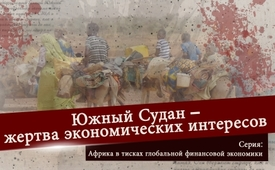 Южный Судан –
жертва экономических интересов
Серия:
Африка в тисках глобальной финансовой экономики